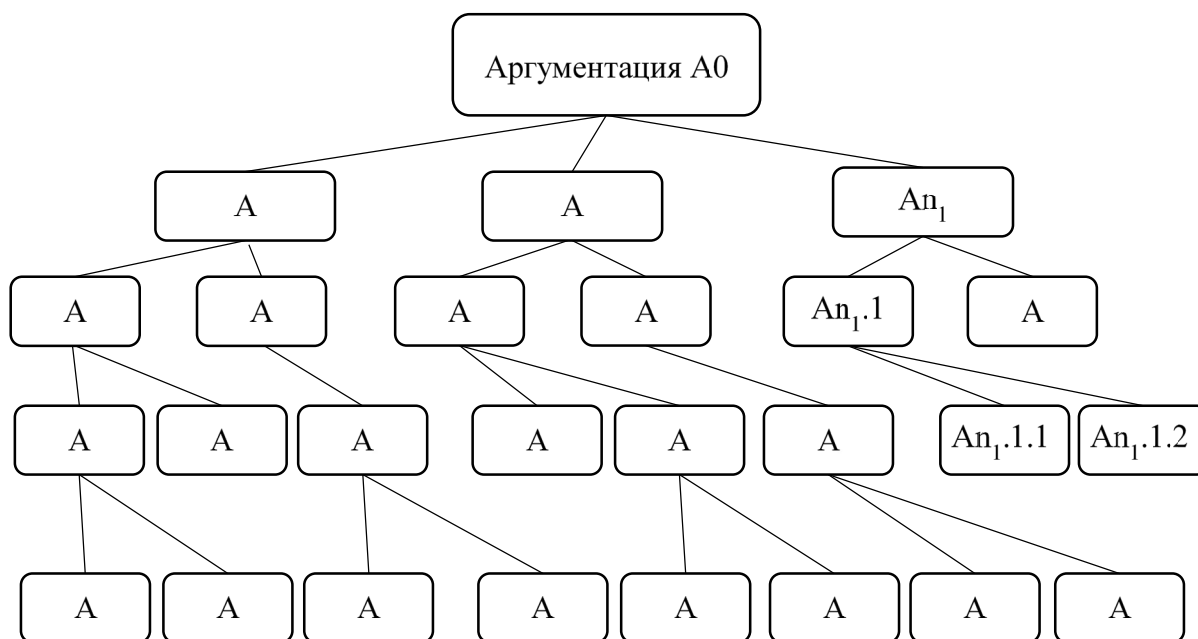 Аргументация А0
А А An₁
А А А А An₁.1 А
А А А А А А An₁.1.1 An₁.1.2
А А А А А А А А